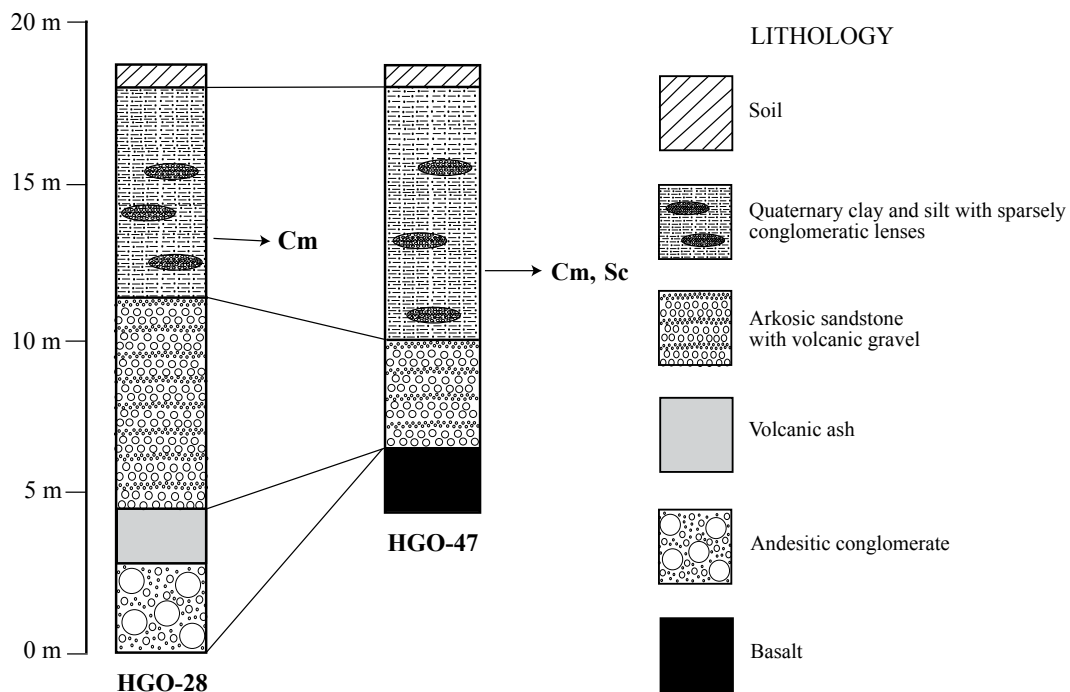 20 m
15 m
10 m
5 m
0 m
Cm
HGO-28
Cm, Sc
HGO-47
LITHOLOGY
Soil
Quaternary clay and silt with sparsely
conglomeratic lenses
Arkosic sandstone
with volcanic gravel
Volcanic ash
Andesitic conglomerate
Basalt